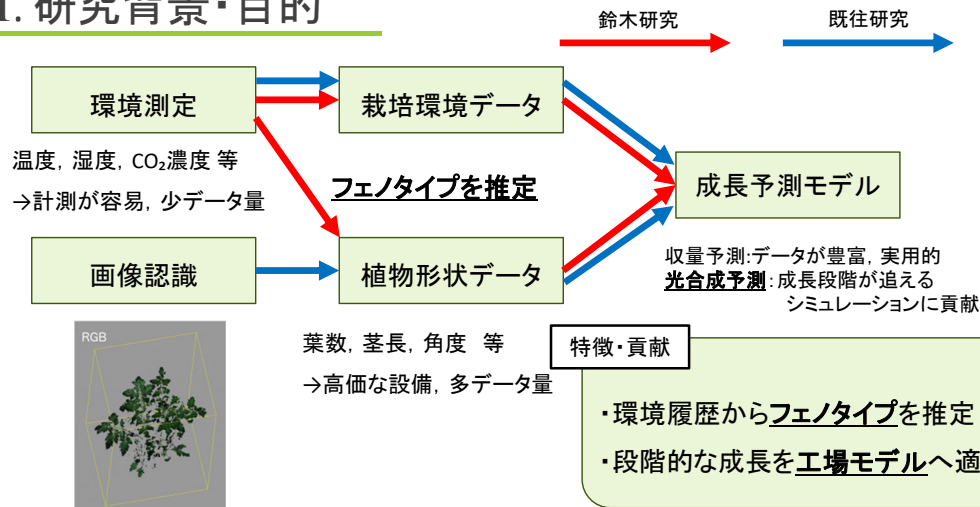 1. 研究背景・目的
鈴木研究
既往研究
環境測定
栽培環境データ
温度, 湿度, CO₂濃度 等
→計測が容易, 少データ量
フェノタイプを推定
成長予測モデル
画像認識
植物形状データ
収量予測:データが豊富, 実用的
光合成予測:成長段階が追える
シミュレーションに貢献
RGB
葉数, 茎長, 角度 等
→高価な設備, 多データ量
特徴・貢献
・環境履歴からフェノタイプを推定
・段階的な成長を工場モデルへ適